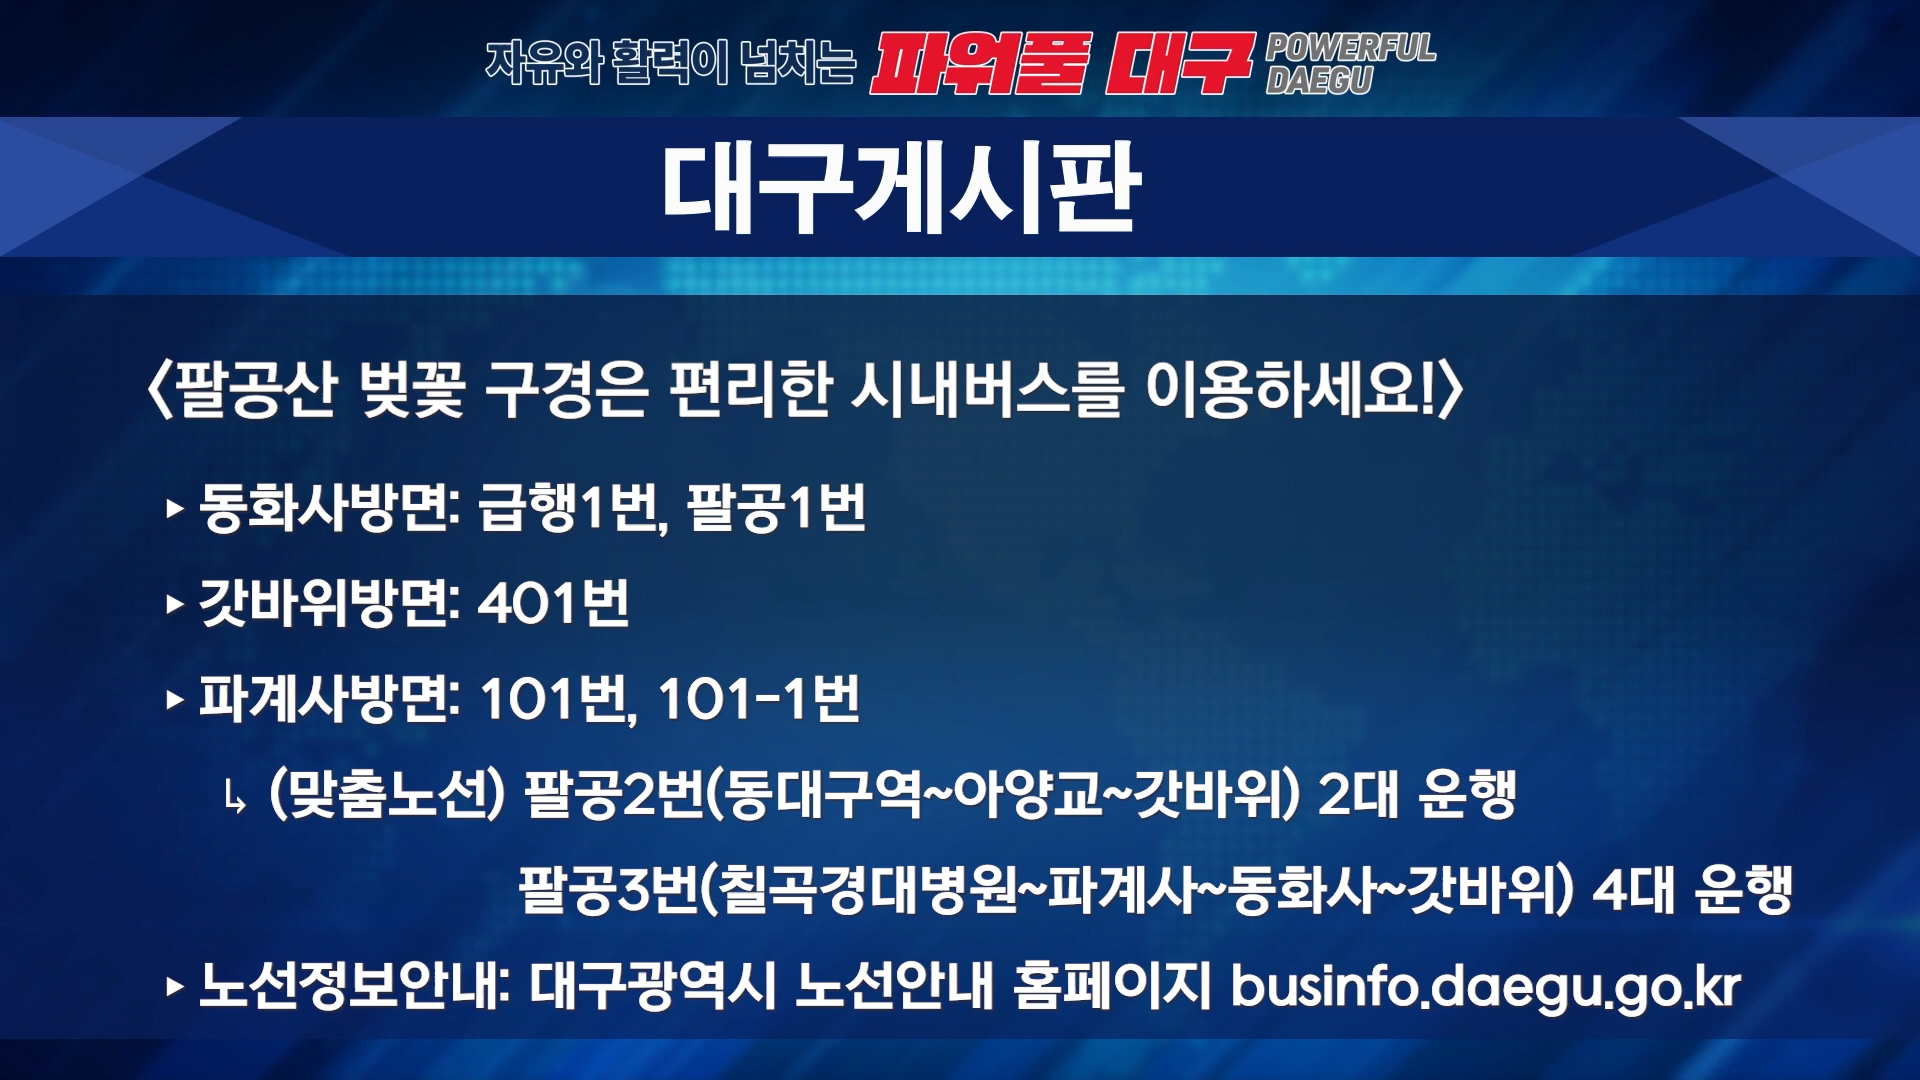 자유와 활력이 넘치는 파워풀 대구 POWERFUL DAEGU
대구게시판
<팔공산 벚꽃 구경은 편리한 시내버스를 이용하세요!>
▸ 동화사방면: 급행1번, 팔공1번
▸ 갓바위방면: 401번
▸ 파계사방면: 101번, 101-1번
↳ (맞춤노선) 팔공2번(동대구역~아양교~갓바위) 2대 운행
팔공3번(칠곡경대병원~파계사~동화사~갓바위) 4대 운행
▸ 노선정보안내: 대구광역시 노선안내 홈페이지 businfo.daegu.go.kr